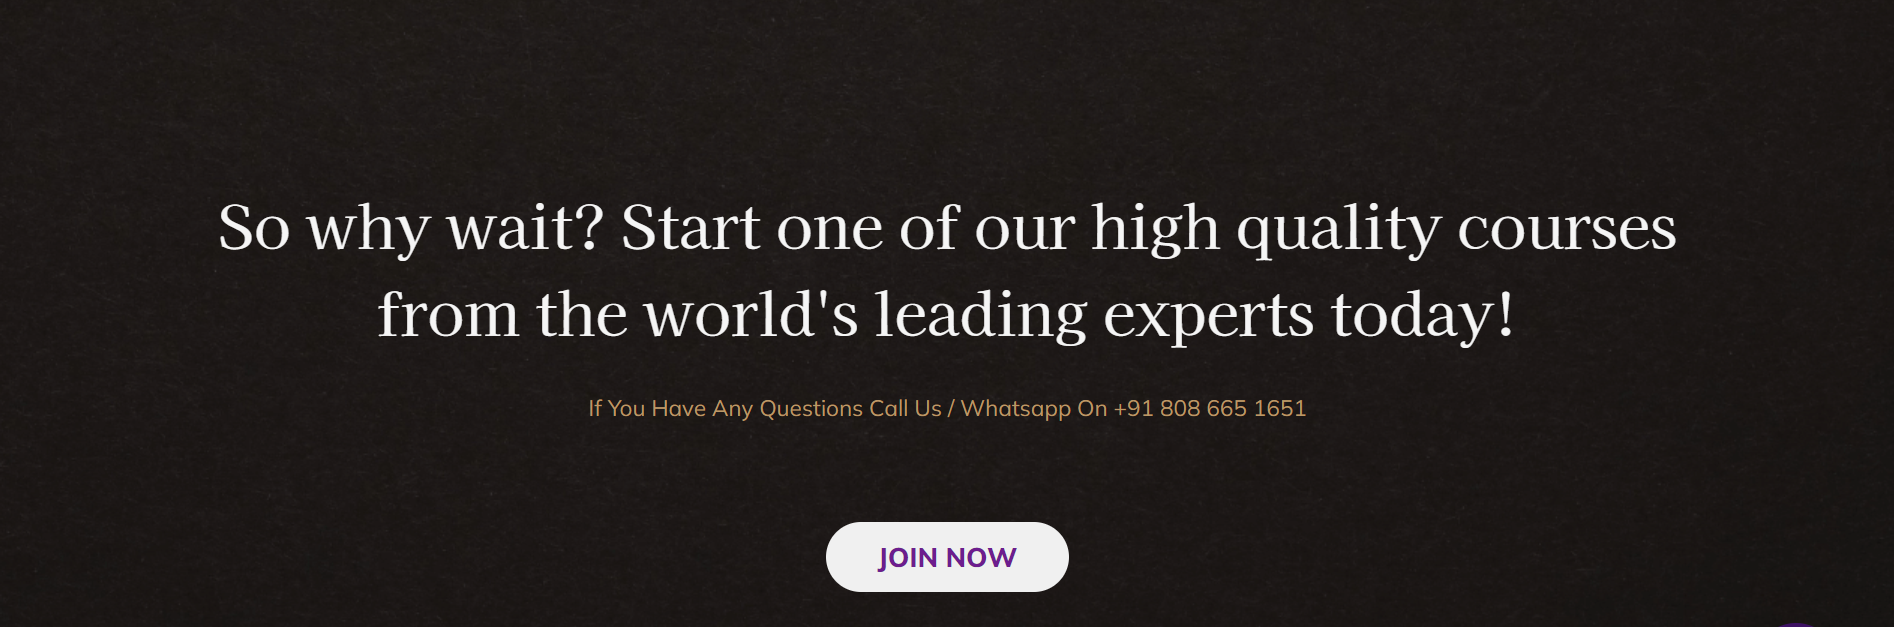 So why wait? Start one of our high quality courses
from the world's leading experts today!
If You Have Any Questions Call Us / Whatsapp On +91 808 665 1651
JOIN NOW